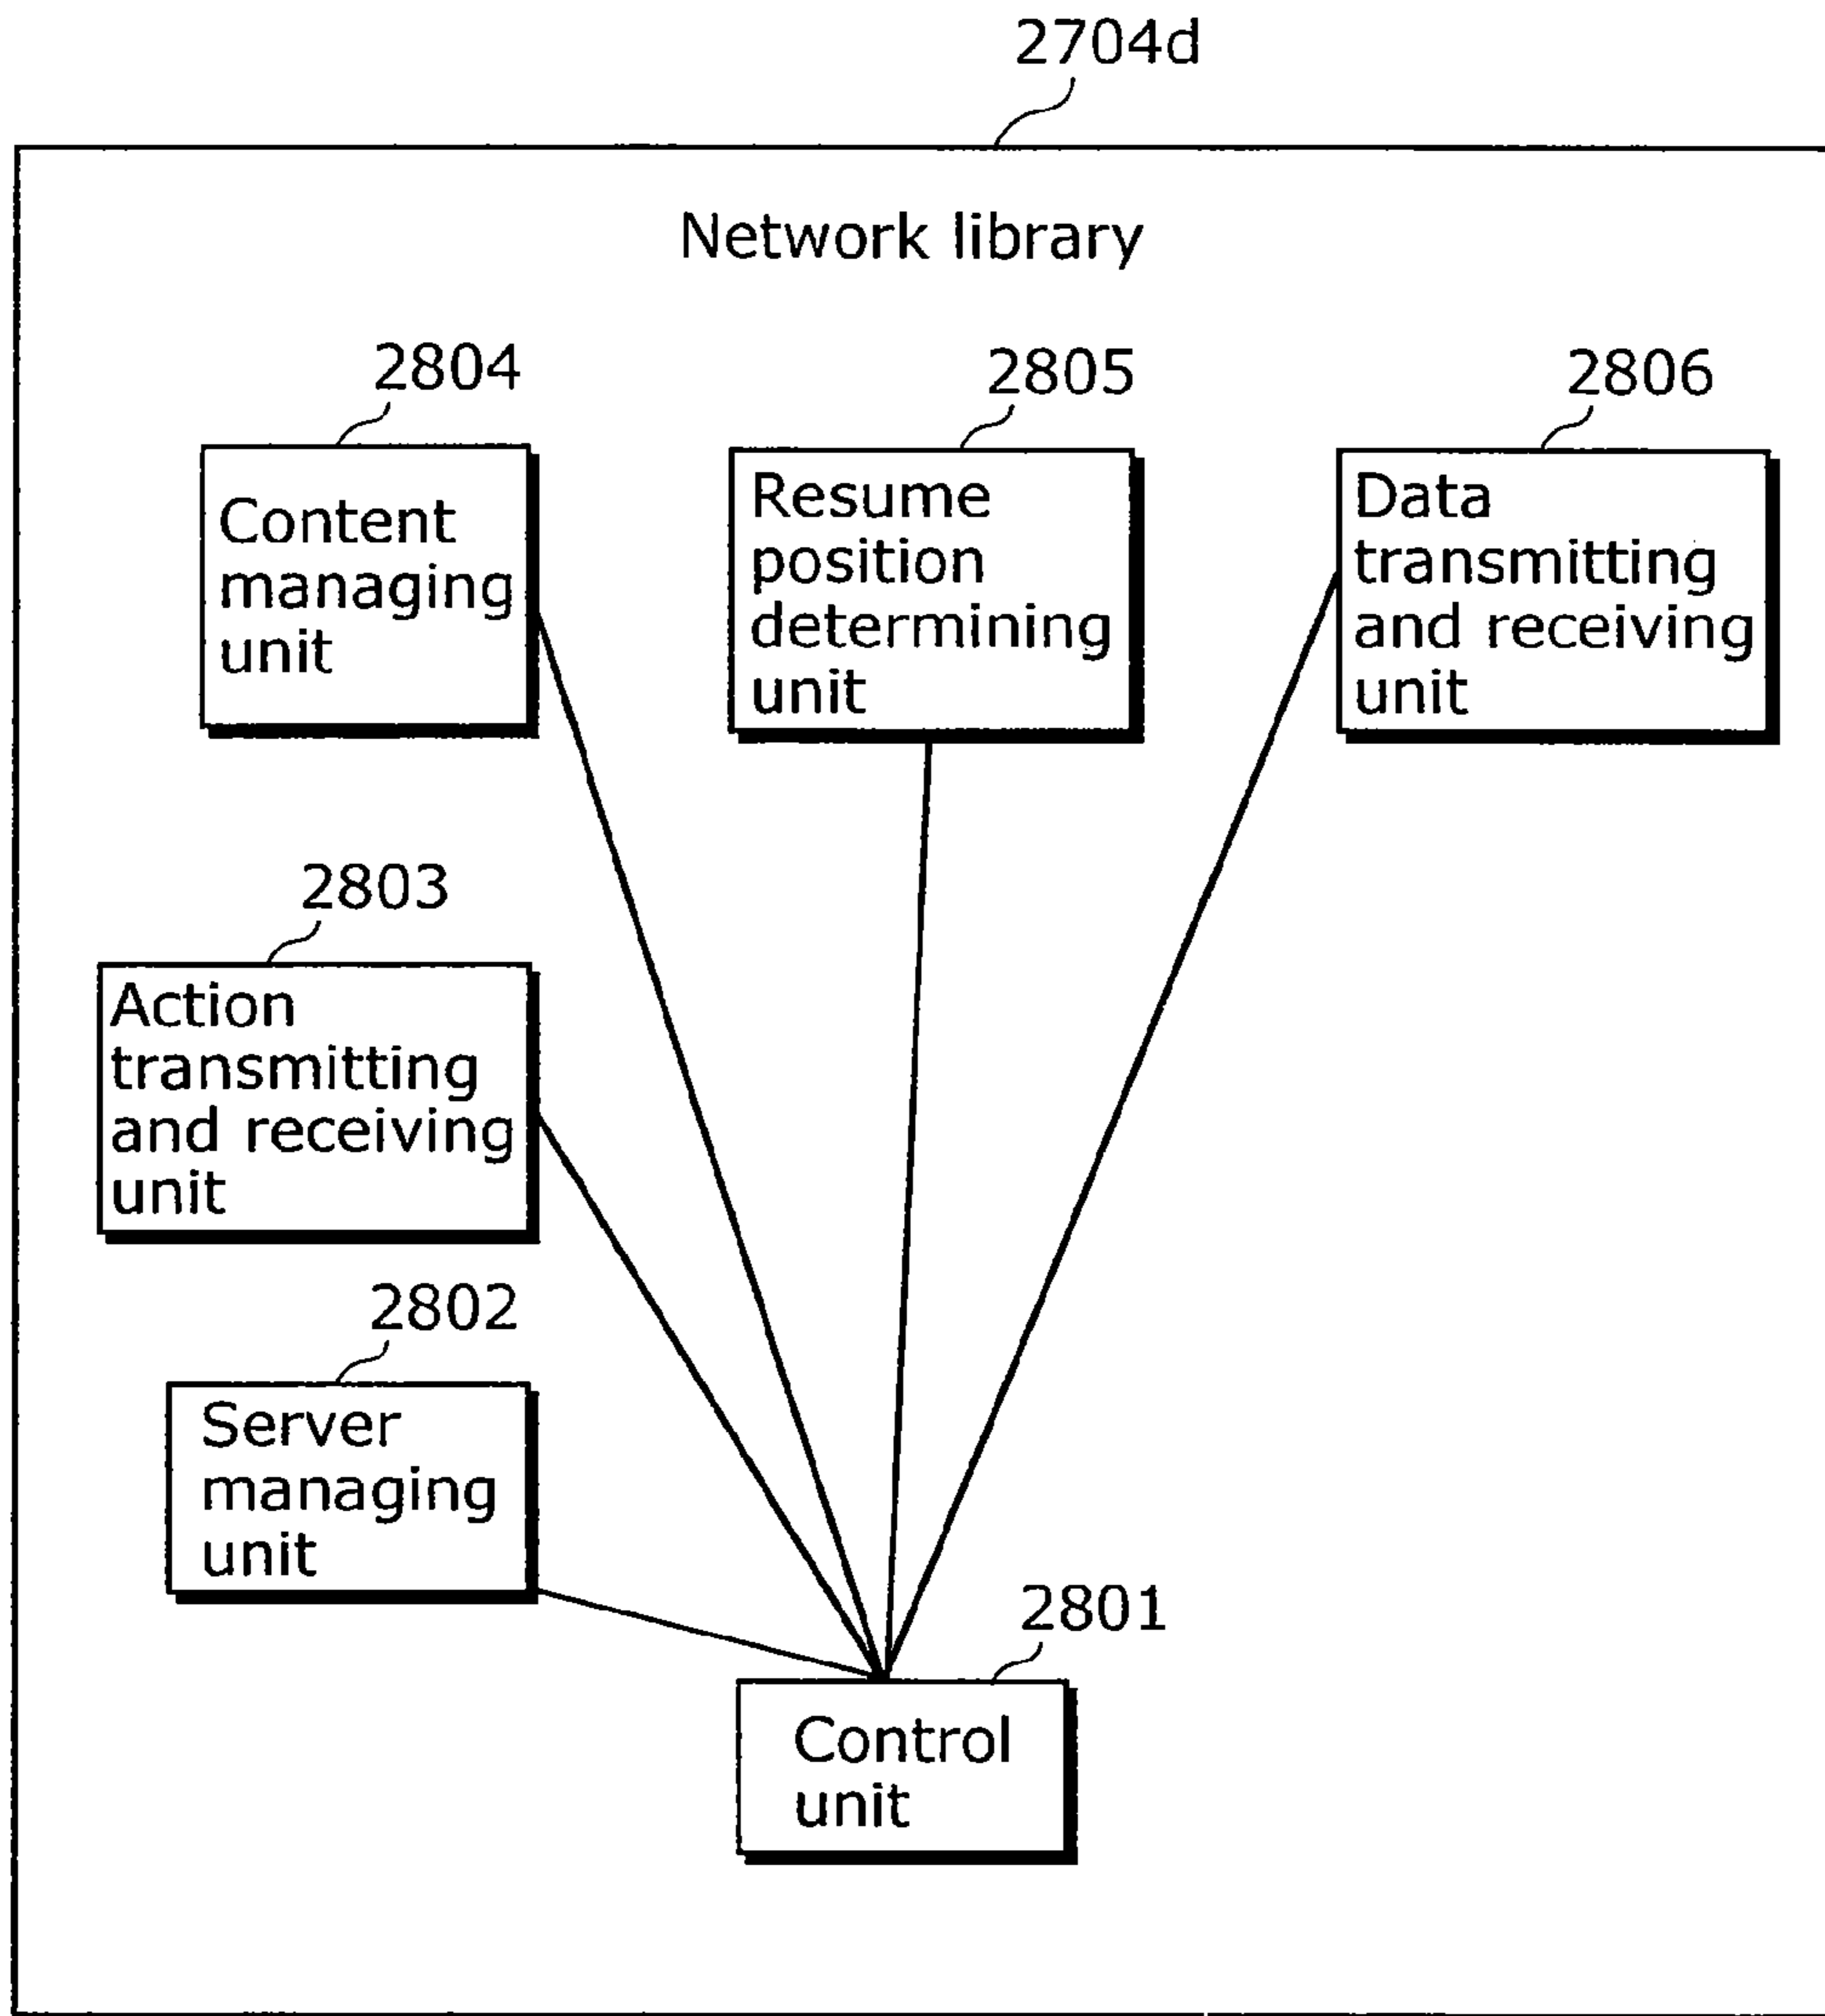 2704d
Network library
2804
2805
2806
Content
managing
unit
Resume
position
determining
unit
Data
transmitting
and receiving
unit
2803
Action
transmitting
and receiving
unit
2802
Server
managing
unit
2801
Control
unit